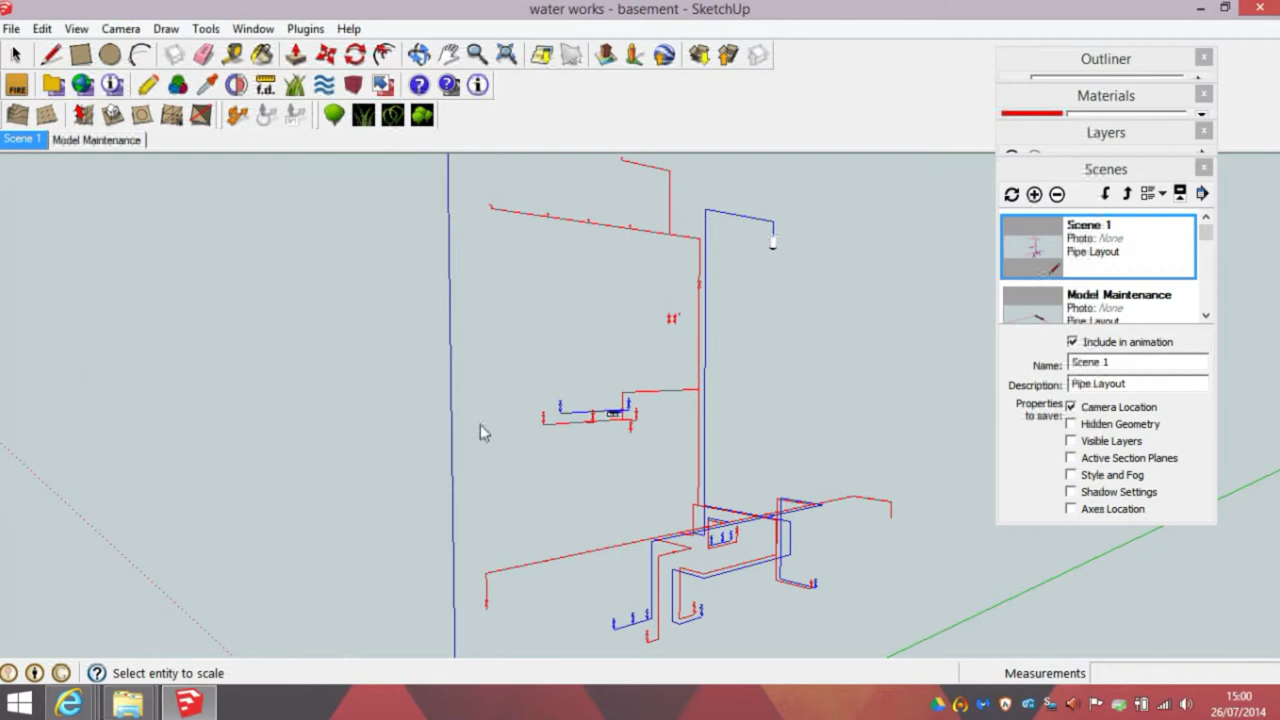 water works - basement - SketchUp
File Edit View Camera Draw Tools Window Plugins Help
FIRE
f.d.
Scene 1 Model Maintenance
Outliner
Materials
Layers
Scenes
Scene 1
Photo: None
Pipe Layout
Model Maintenance
Photo: None
Pipe Layout
Include in animation
Name: Scene 1
Description: Pipe Layout
Properties to save:
Camera Location
Hidden Geometry
Visible Layers
Active Section Planes
Style and Fog
Shadow Settings
Axes Location
Select entity to scale
Measurements
15:00
26/07/2014